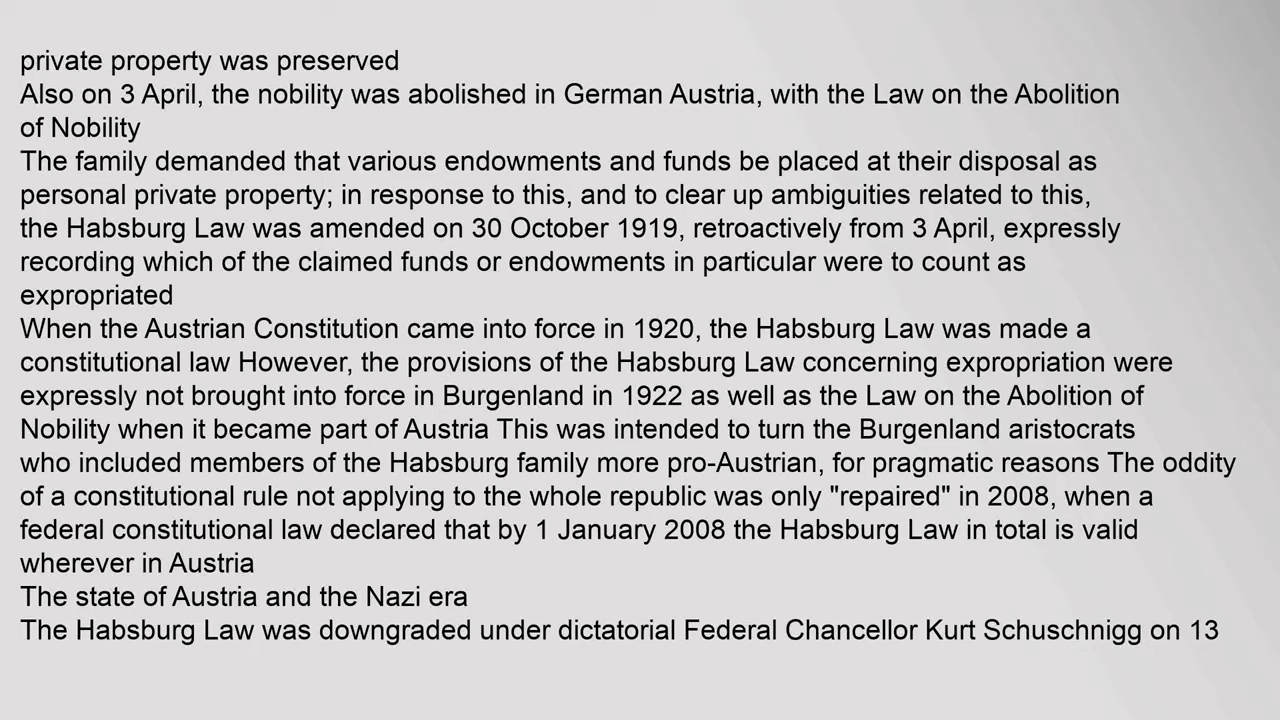 private property was preserved
Also on 3 April, the nobility was abolished in German Austria, with the Law on the Abolition
of Nobility
The family demanded that various endowments and funds be placed at their disposal as
personal private property; in response to this, and to clear up ambiguities related to this,
the Habsburg Law was amended on 30 October 1919, retroactively from 3 April, expressly
recording which of the claimed funds or endowments in particular were to count as
expropriated
When the Austrian Constitution came into force in 1920, the Habsburg Law was made a
constitutional law However, the provisions of the Habsburg Law concerning expropriation were
expressly not brought into force in Burgenland in 1922 as well as the Law on the Abolition of
Nobility when it became part of Austria This was intended to turn the Burgenland aristocrats
who included members of the Habsburg family more pro-Austrian, for pragmatic reasons The oddity
of a constitutional rule not applying to the whole republic was only "repaired" in 2008, when a
federal constitutional law declared that by 1 January 2008 the Habsburg Law in total is valid
wherever in Austria
The state of Austria and the Nazi era
The Habsburg Law was downgraded under dictatorial Federal Chancellor Kurt Schuschnigg on 13